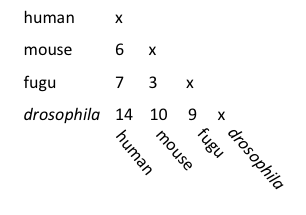 human x
mouse 6 x
fugu 7 3 x
drosophila 14 10 9 x
human mouse fugu drosophila